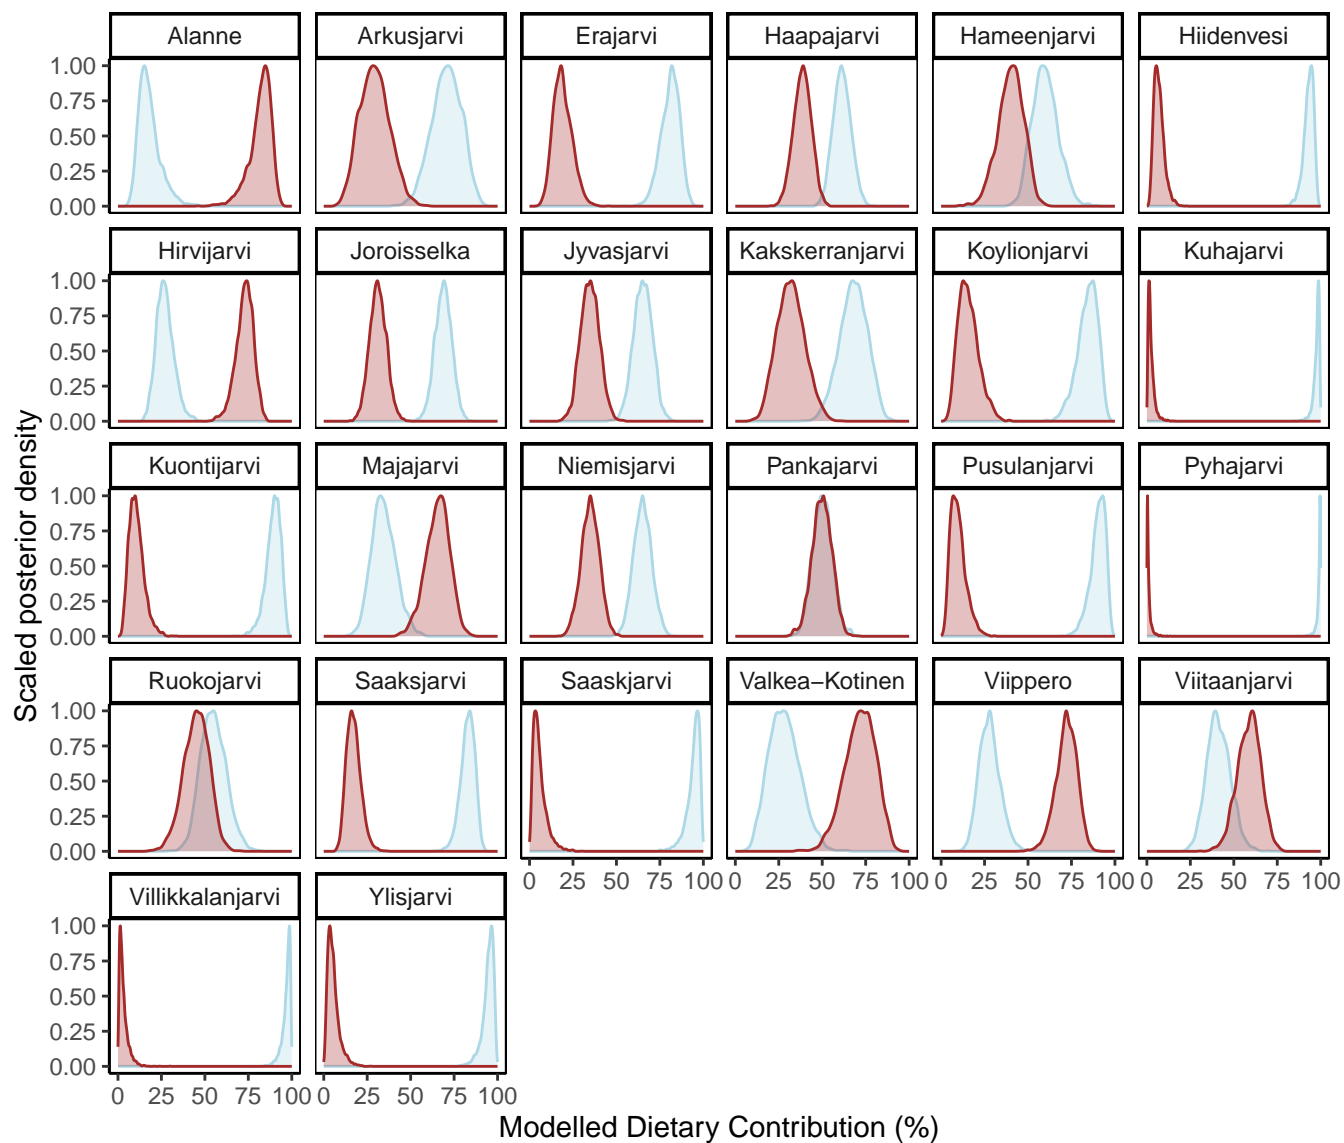 Alanne Arkusjarvi Erajarvi Haapajarvi Hameenjarvi Hiidenvesi
1.00
0.75
0.50
0.25
0.00
Hirvijarvi Joroisselka Jyvasjarvi Kakskerranjarvi Koylionjarvi Kuhajarvi
1.00
0.75
0.50
0.25
0.00
Kuontijarvi Majajarvi Niemisjarvi Pankajarvi Pusulanjarvi Pyhajarvi
1.00
0.75
0.50
0.25
0.00
Ruokojarvi Saaksjarvi Saaskjarvi Valkea−Kotinen Viippero Viitaanjarvi
1.00
0.75
0.50
0.25
0.00
0 25 50 75 100 0 25 50 75 100 0 25 50 75 100 0 25 50 75 100
Villikkalanjarvi Ylisjarvi
1.00
0.75
0.50
0.25
0.00
0 25 50 75 100 0 25 50 75 100
Scaled posterior density
Modelled Dietary Contribution (%)